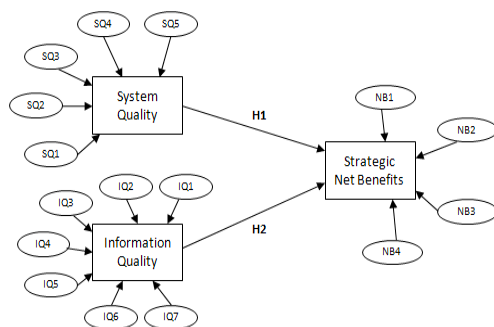 SQ4
SQ5
SQ3
SQ2
SQ1
System
Quality
H1
NB1
NB2
Strategic
Net Benefits
NB3
NB4
IQ2
IQ1
IQ3
IQ4
IQ5
Information
Quality
H2
IQ6
IQ7